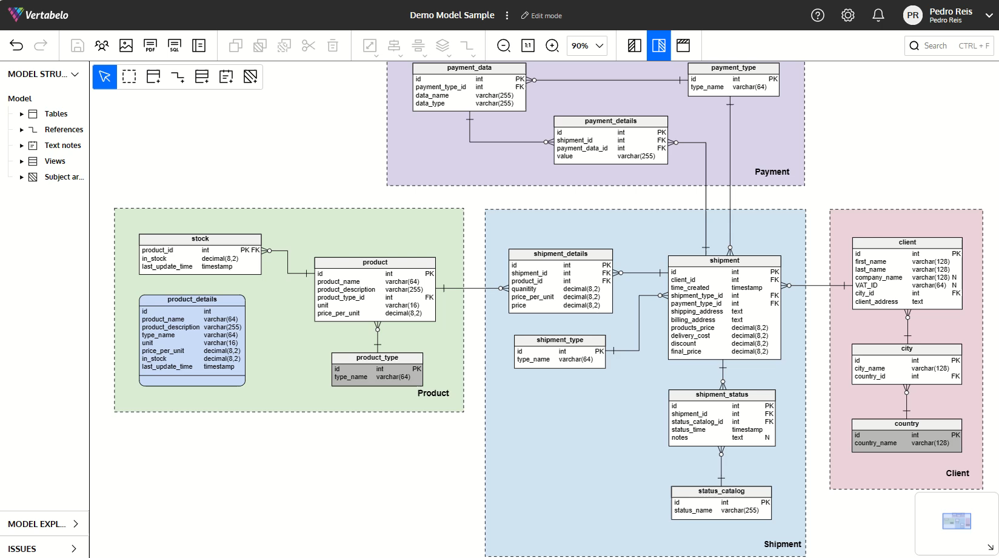 Vertabelo
Demo Model Sample
Edit mode
PR
Pedro Reis
Pedro Reis
PDF
SQL
1:1
90%
Search CTRL + F
MODEL STRU...
Model
Tables
References
Text notes
Views
Subject ar...
MODEL EXPL...
ISSUES
payment_data
id int PK
payment_type_id int FK
data_name varchar(255)
data_type varchar(255)
payment_type
id int PK
type_name varchar(64)
payment_details
id int PK
shipment_id int FK
payment_data_id int FK
value varchar(255)
Payment
stock
product_id int PK FK
in_stock decimal(8,2)
last_update_time timestamp
product
id int PK
product_name varchar(64)
product_description varchar(255)
product_type_id int FK
unit varchar(16)
price_per_unit decimal(8,2)
product_details
id int
product_name varchar(64)
product_description varchar(255)
type_name varchar(64)
unit varchar(16)
price_per_unit decimal(8,2)
in_stock decimal(8,2)
last_update_time timestamp
product_type
id int PK
type_name varchar(64)
Product
shipment_details
id int PK
shipment_id int FK
product_id int FK
quanitity decimal(8,2)
price_per_unit decimal(8,2)
price decimal(8,2)
shipment_type
id int PK
type_name varchar(64)
shipment
id int PK
client_id int FK
time_created timestamp
shipment_type_id int FK
payment_type_id int FK
shipping_address text
billing_address text
products_price decimal(8,2)
delivery_cost decimal(8,2)
discount decimal(8,2)
final_price decimal(8,2)
shipment_status
id int PK
shipment_id int FK
status_catalog_id int FK
status_time timestamp
notes text N
status_catalog
id int PK
status_name varchar(255)
Shipment
client
id int PK
first_name varchar(128)
last_name varchar(128)
company_name varchar(128) N
VAT_ID varchar(64) N
city_id int FK
client_address text
city
id int PK
city_name varchar(128)
country_id int FK
country
id int PK
country_name varchar(128)
Client